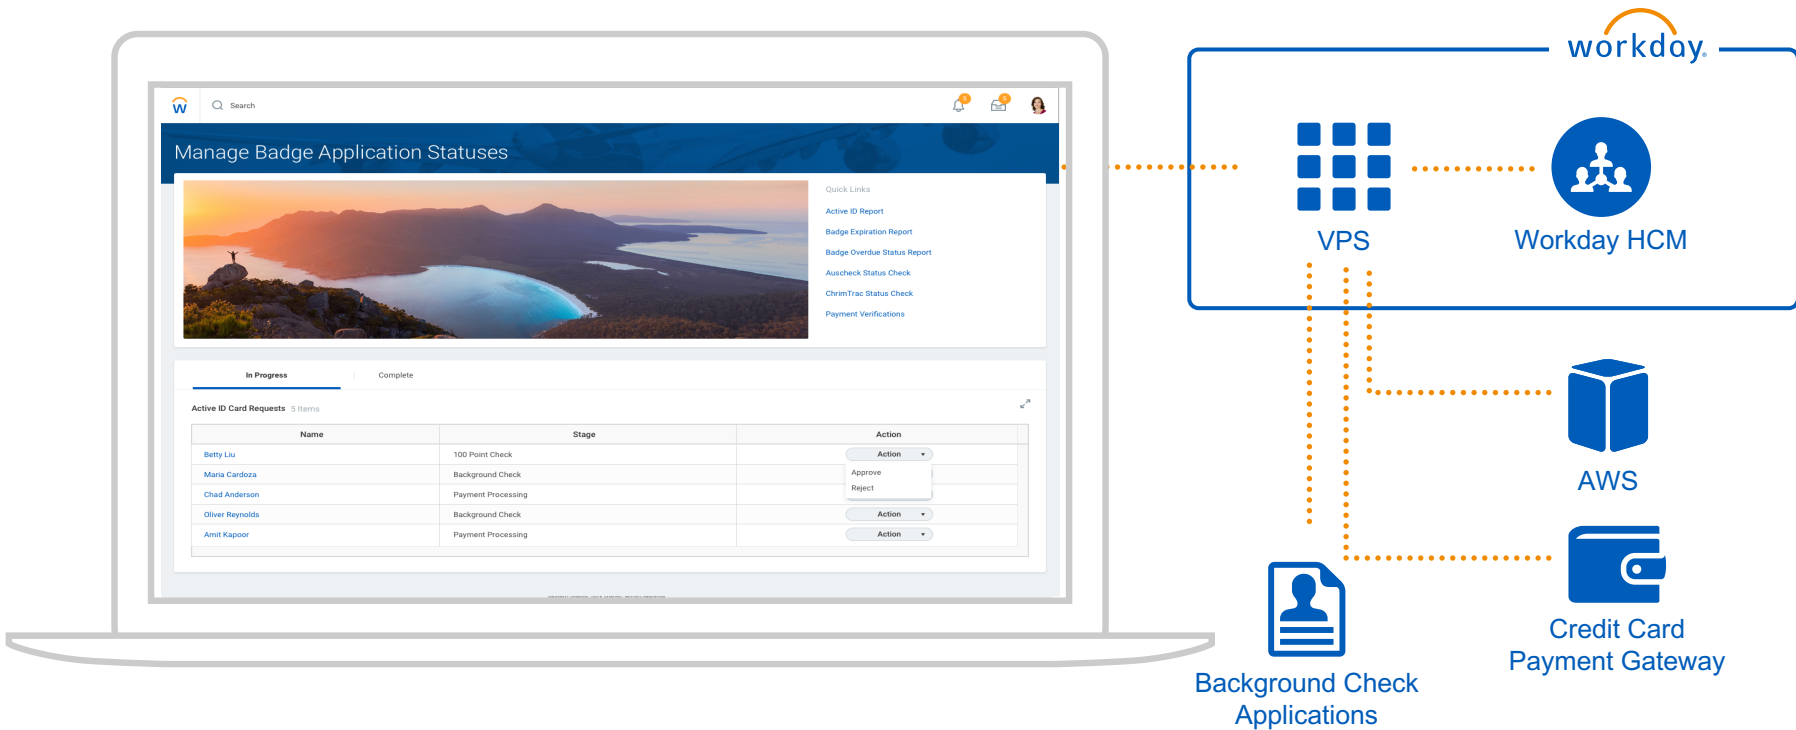 workday.
W
Search
Manage Badge Application Statuses
Quick Links
Active ID Report
Badge Expiration Report
Badge Overdue Status Report
Auscheck Status Check
ChrimTrac Status Check
Payment Verifications
In Progress
Complete
Active ID Card Requests 5 Items
Name Stage Action
Betty Liu 100 Point Check Action
Maria Cardoza Background Check
Approve
Chad Anderson Payment Processing
Reject
Oliver Reynolds Background Check Action
Amit Kapoor Payment Processing Action
VPS
Workday HCM
AWS
Credit Card
Payment Gateway
Background Check
Applications